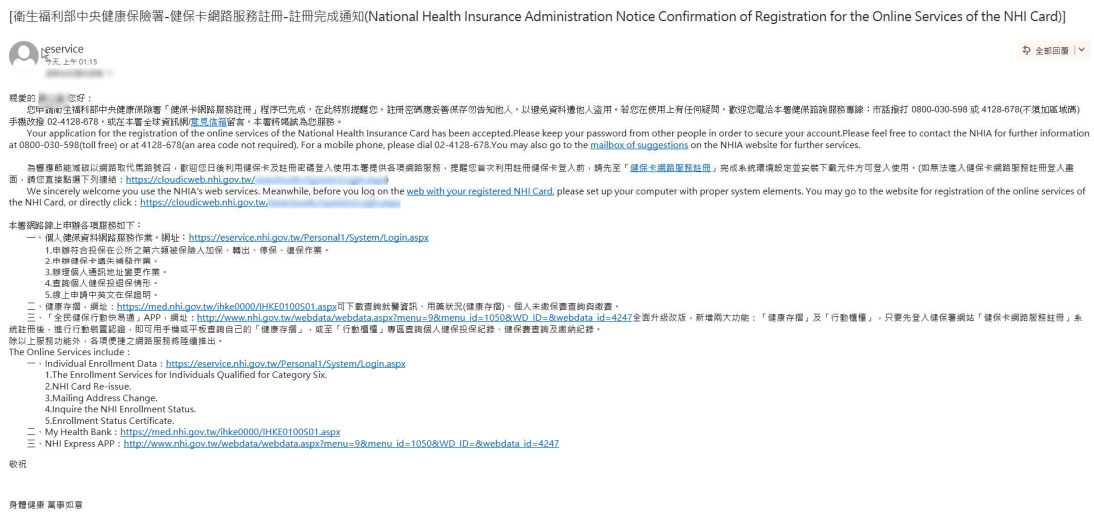 [衛生福利部中央健康保險署-健保卡網路服務註冊-註冊完成通知(National Health Insurance Administration Notice Confirmation of Registration for the Online Services of the NHI Card)]
eservice
今天, 上午 01:15
全部回覆
親愛的 您好：
您申請衛生福利部中央健康保險署「健保卡網路服務註冊」程序已完成，在此特別提醒您，註冊密碼應妥善保存勿告知他人，以避免資料遭他人盜用。若您在使用上有任何疑問，歡迎您電洽本署健保諮詢服務專線：市話撥打 0800-030-598 或 4128-678(不須加區域碼)
手機改撥 02-4128-678，或在本署全球資訊網/意見信箱留言，本署將竭誠為您服務。
Your application for the registration of the online services of the National Health Insurance Card has been accepted.Please keep your password from other people in order to secure your account.Please feel free to contact the NHIA for further information
at 0800-030-598(toll free) or at 4128-678(an area code not required). For a mobile phone, please dial 02-4128-678.You may also go to the mailbox of suggestions on the NHIA website for further services.
為響應節能減碳以網路取代馬路號召，歡迎您日後利用健保卡及註冊密碼登入使用本署提供各項網路服務，提醒您首次利用註冊健保卡登入前，請先至「健保卡網路服務註冊」完成系統環境設定並安裝下載元件方可登入使用。(如無法進入健保卡網路服務註冊登入畫
面，請您直接點選下列連結：https://cloudicweb.nhi.gov.tw/
We sincerely welcome you use the NHIA's web services. Meanwhile, before you log on the web with your registered NHI Card, please set up your computer with proper system elements. You may go to the website for registration of the online services of
the NHI Card, or directly click：https://cloudicweb.nhi.gov.tw/
本署網路線上申辦各項服務如下：
一、個人健保資料網路服務作業，網址：https://eservice.nhi.gov.tw/Personal1/System/Login.aspx
1.申辦符合投保在公所之第六類被保險人加保、轉出、停保、復保作業。
2.申辦健保卡遺失補發作業。
3.辦理個人通訊地址變更作業。
4.查詢個人健保投退保情形。
5.線上申請中英文在保證明。
二、健康存摺，網址：https://med.nhi.gov.tw/ihke0000/IHKE0100S01.aspx可下載查詢就醫資訊、用藥狀況(健康存摺)、個人未繳保費查詢與繳費。
三、「全民健保行動快易通」APP，網址：http://www.nhi.gov.tw/webdata/webdata.aspx?menu=9&menu_id=1050&WD_ID=&webdata_id=4247全面升級改版，新增兩大功能：「健康存摺」及「行動櫃檯」，只要先登入健保署網站「健保卡網路服務註冊」系
統註冊後，進行行動裝置認證，即可用手機或平板查詢自己的「健康存摺」，或至「行動櫃檯」專區查詢個人健保投保紀錄、健保費查詢及繳納紀錄。
除以上服務功能外，各項便捷之網路服務將陸續推出。
The Online Services include：
一、Individual Enrollment Data：https://eservice.nhi.gov.tw/Personal1/System/Login.aspx
1.The Enrollment Services for Individuals Qualified for Category Six.
2.NHI Card Re-issue.
3.Mailing Address Change.
4.Inquire the NHI Enrollment Status.
5.Enrollment Status Certificate.
二、My Health Bank：https://med.nhi.gov.tw/ihke0000/IHKE0100S01.aspx
三、NHI Express APP：http://www.nhi.gov.tw/webdata/webdata.aspx?menu=9&menu_id=1050&WD_ID=&webdata_id=4247
敬祝
身體健康 萬事如意